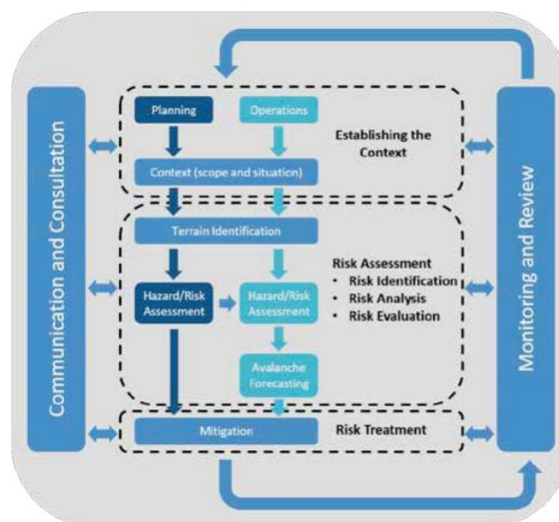 Communication and Consultation
Planning
Operations
Establishing the
Context
Context (scope and situation)
Terrain Identification
Hazard/Risk
Assessment
Hazard/Risk
Assessment
Risk Assessment
• Risk Identification
• Risk Analysis
• Risk Evaluation
Avalanche
Forecasting
Mitigation
Risk Treatment
Monitoring and Review